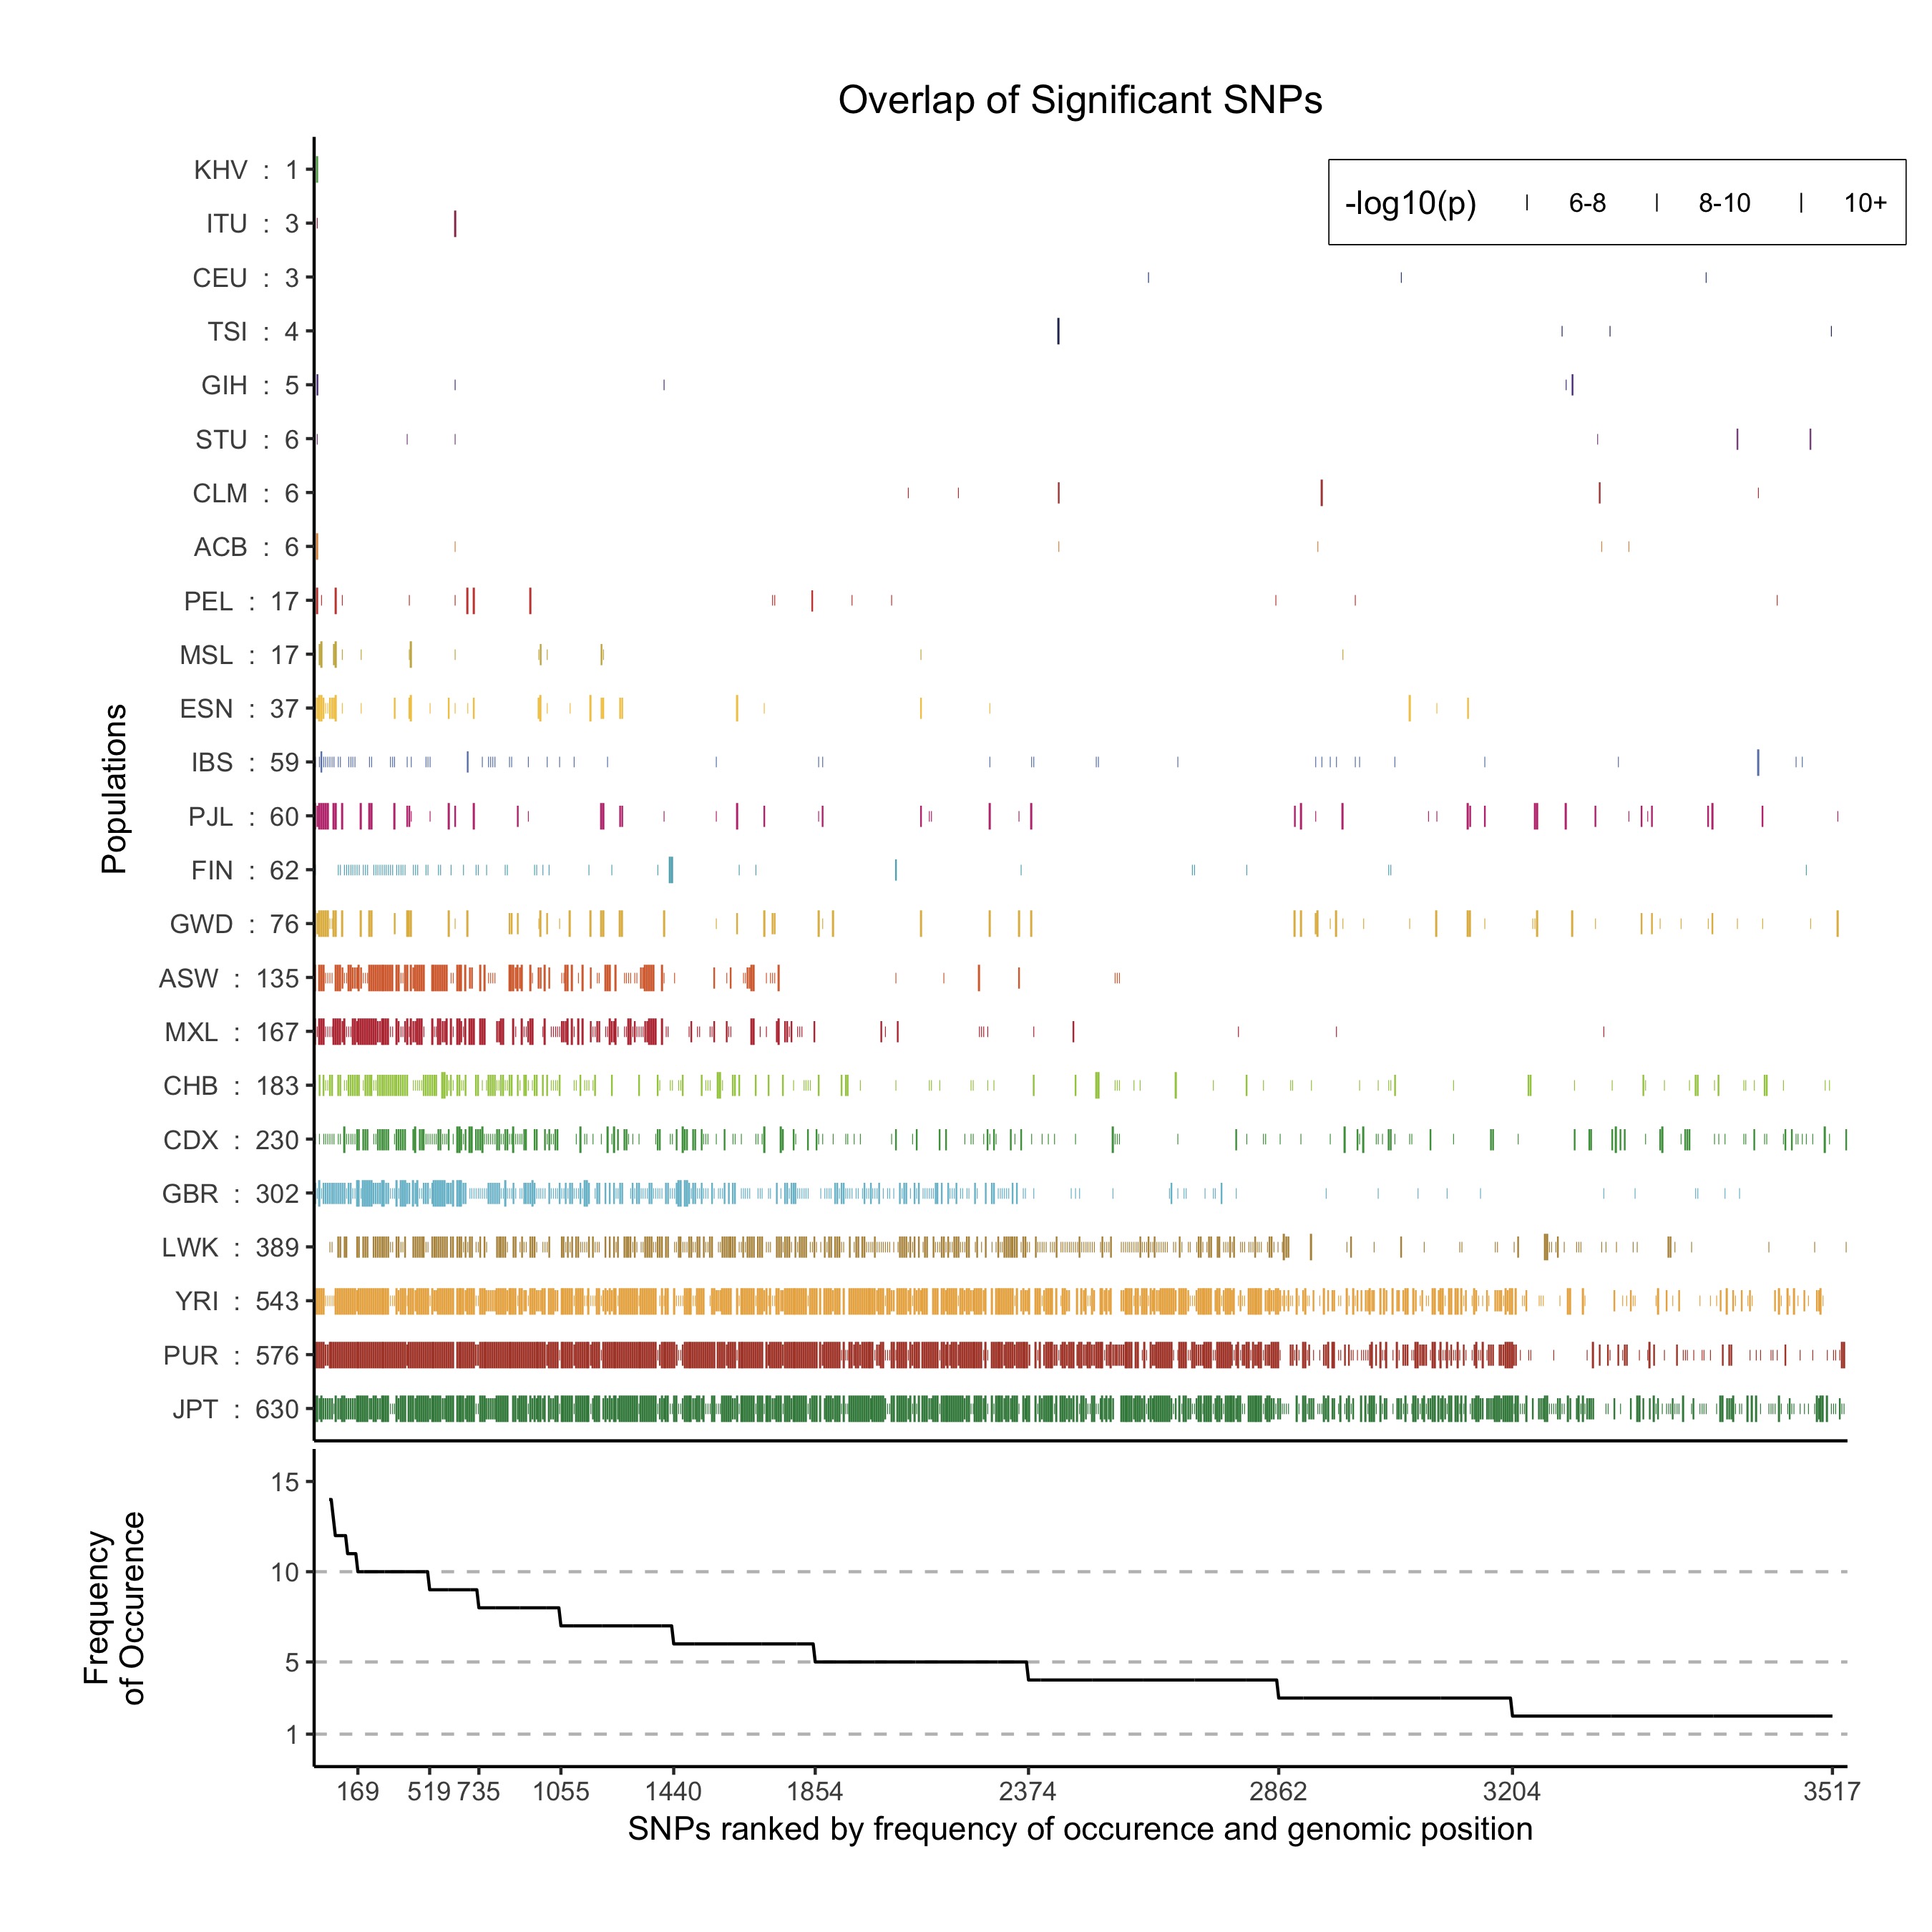 Overlap of Significant SNPs
-log10(p) 6-8 8-10 10+
KHV : 1
ITU : 3
CEU : 3
TSI : 4
GIH : 5
STU : 6
CLM : 6
ACB : 6
PEL : 17
MSL : 17
ESN : 37
IBS : 59
PJL : 60
FIN : 62
GWD : 76
ASW : 135
MXL : 167
CHB : 183
CDX : 230
GBR : 302
LWK : 389
YRI : 543
PUR : 576
JPT : 630
Populations
15
10
5
1
Frequency
of Occurence
169 519 735 1055 1440 1854 2374 2862 3204 3517
SNPs ranked by frequency of occurence and genomic position